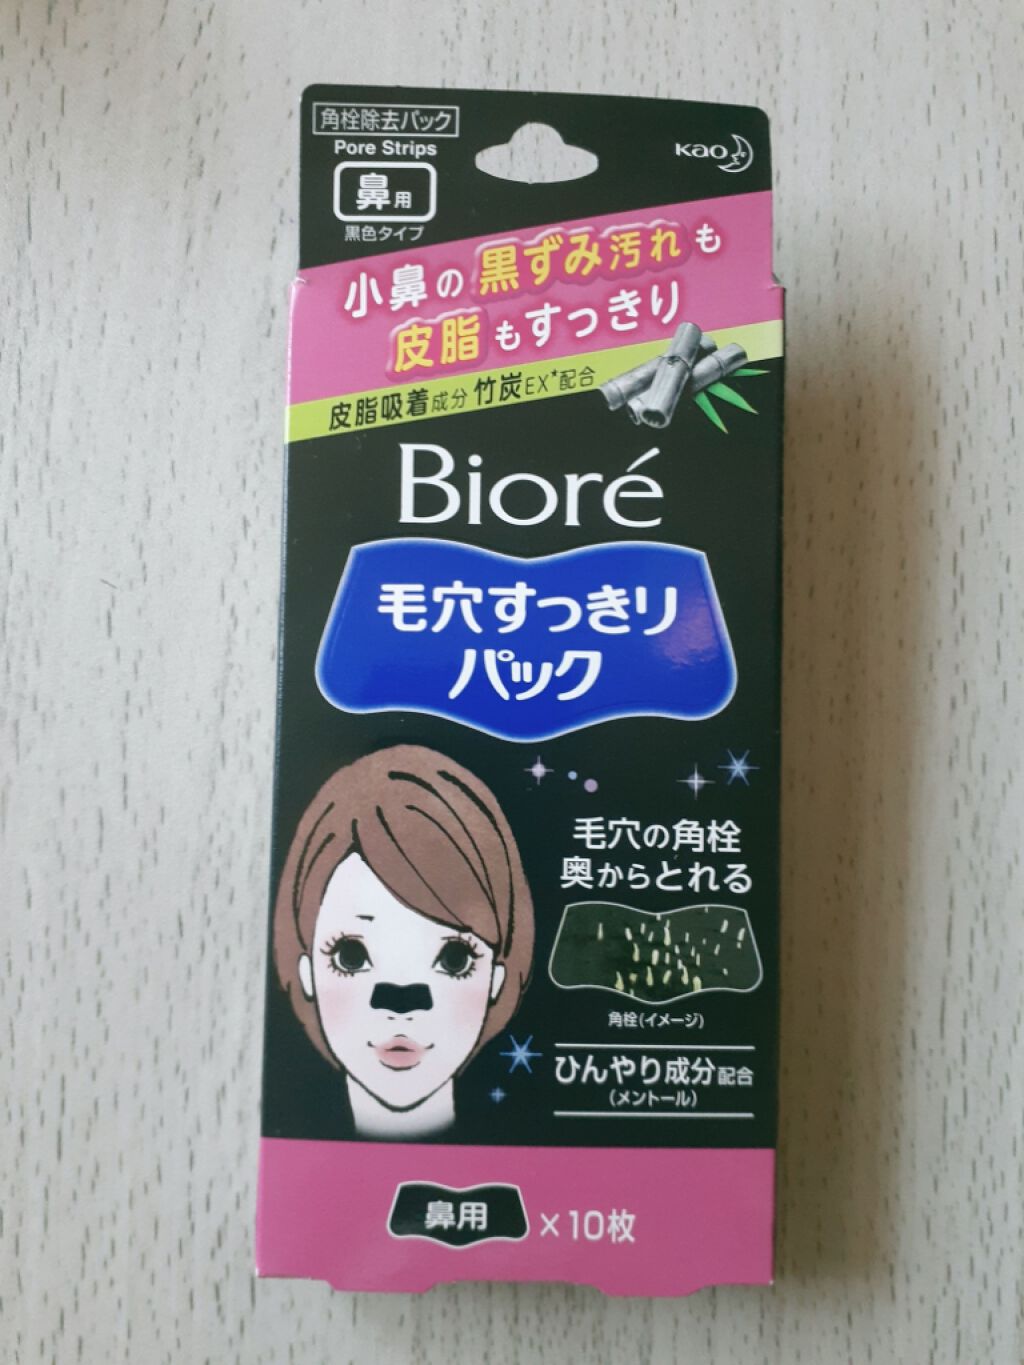 角栓除去パック
Pore Strips
鼻用
黒色タイプ
Kao
小鼻の黒ずみ汚れも
皮脂もすっきり
皮脂吸着成分 竹炭EX*配合
Bioré
毛穴すっきり
パック
毛穴の角栓
奥からとれる
角栓(イメージ)
ひんやり成分配合
(メントール)
鼻用 ×10枚